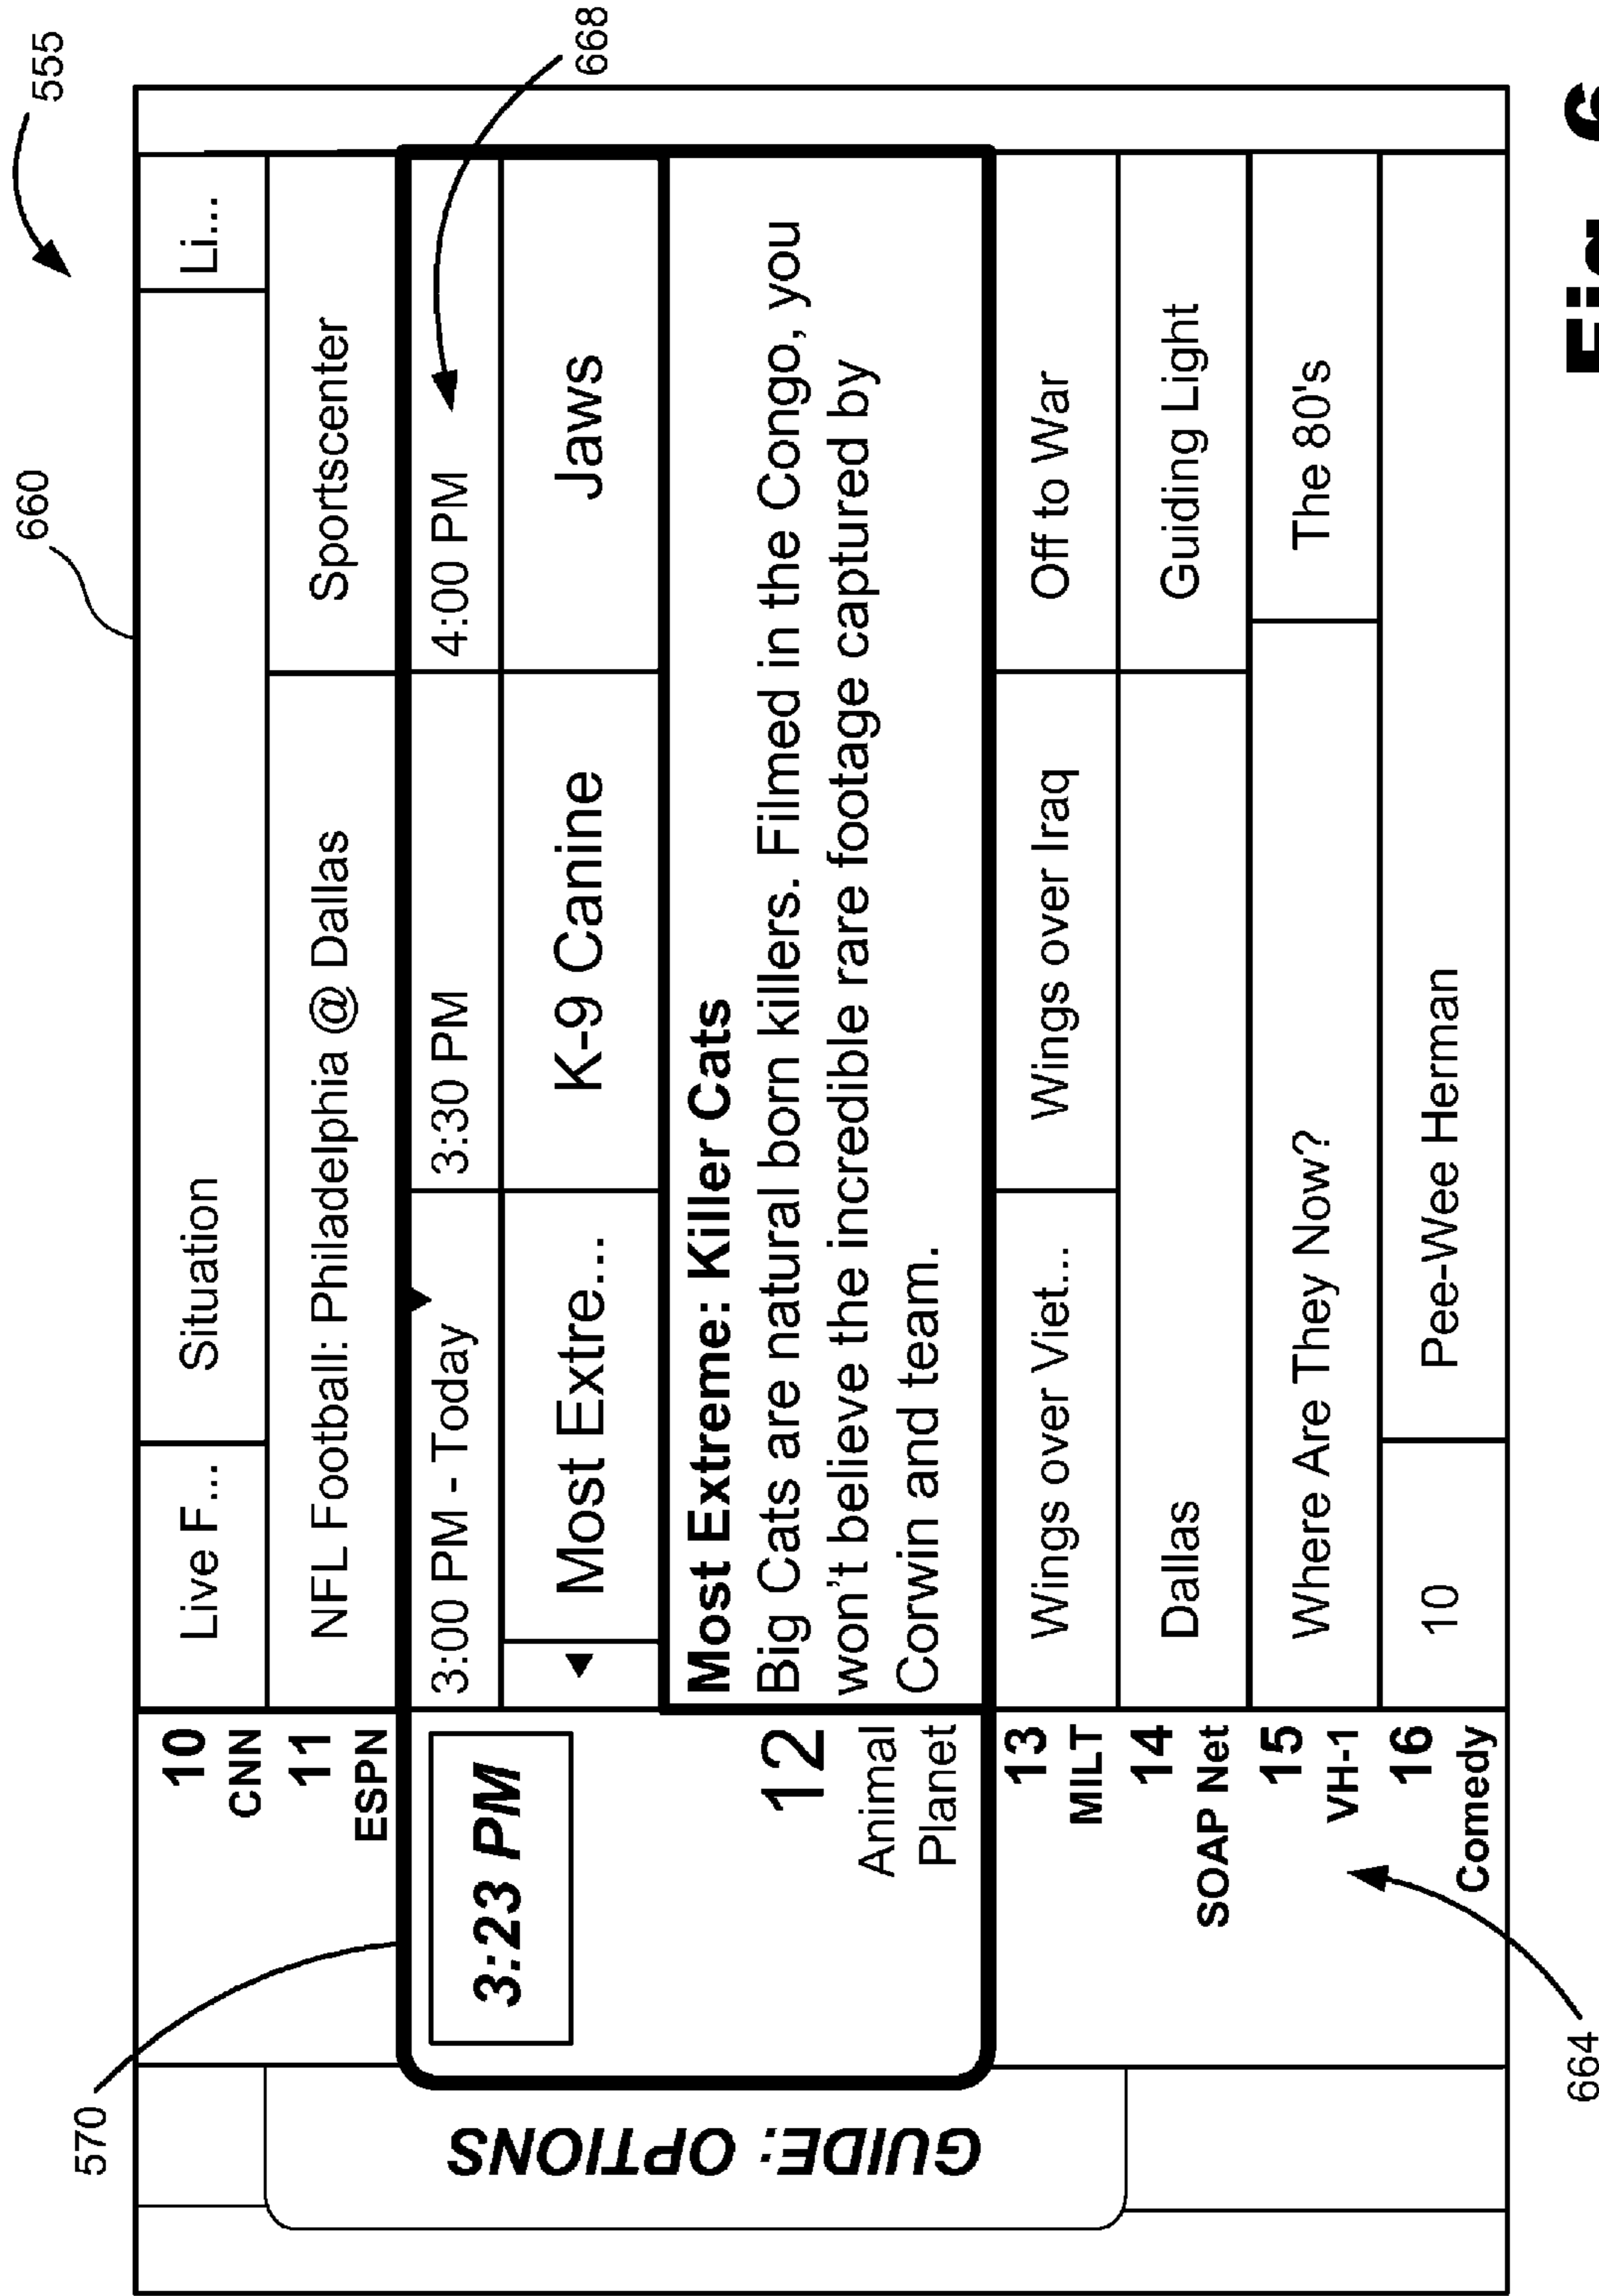 555
660
668
570
10
CNN
Live F...
Situation
Li...
11
ESPN
NFL Football: Philadelphia @ Dallas
Sportscenter
3:23 PM
3:00 PM - Today
3:30 PM
4:00 PM
Most Extre...
K-9 Canine
Jaws
12
Animal
Planet
Most Extreme: Killer Cats
Big Cats are natural born killers. Filmed in the Congo, you
won't believe the incredible rare footage captured by
Corwin and team.
GUIDE: OPTIONS
13
MILT
Wings over Viet...
Wings over Iraq
Off to War
14
SOAP Net
Dallas
Guiding Light
15
VH-1
Where Are They Now?
The 80's
16
Comedy
10
Pee-Wee Herman
664
Fig. 6